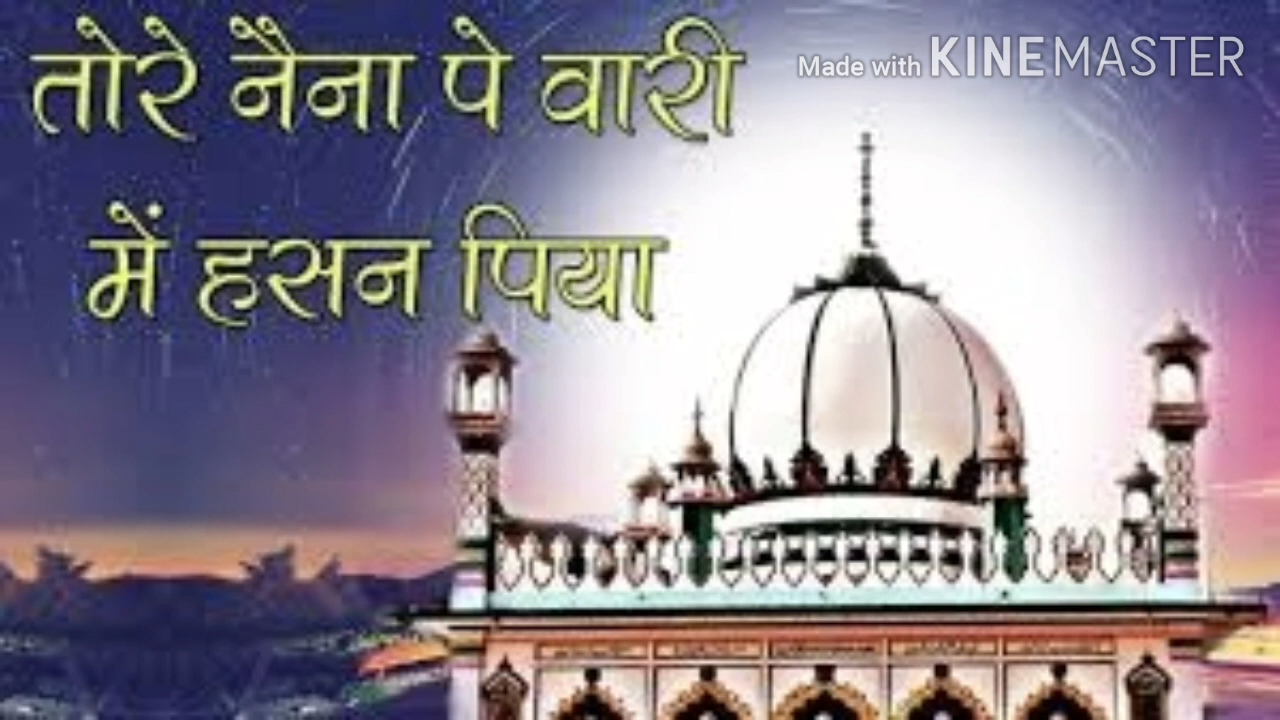 तोरे नैना पे वारी
Made with KINEMASTER
में हसन पिया